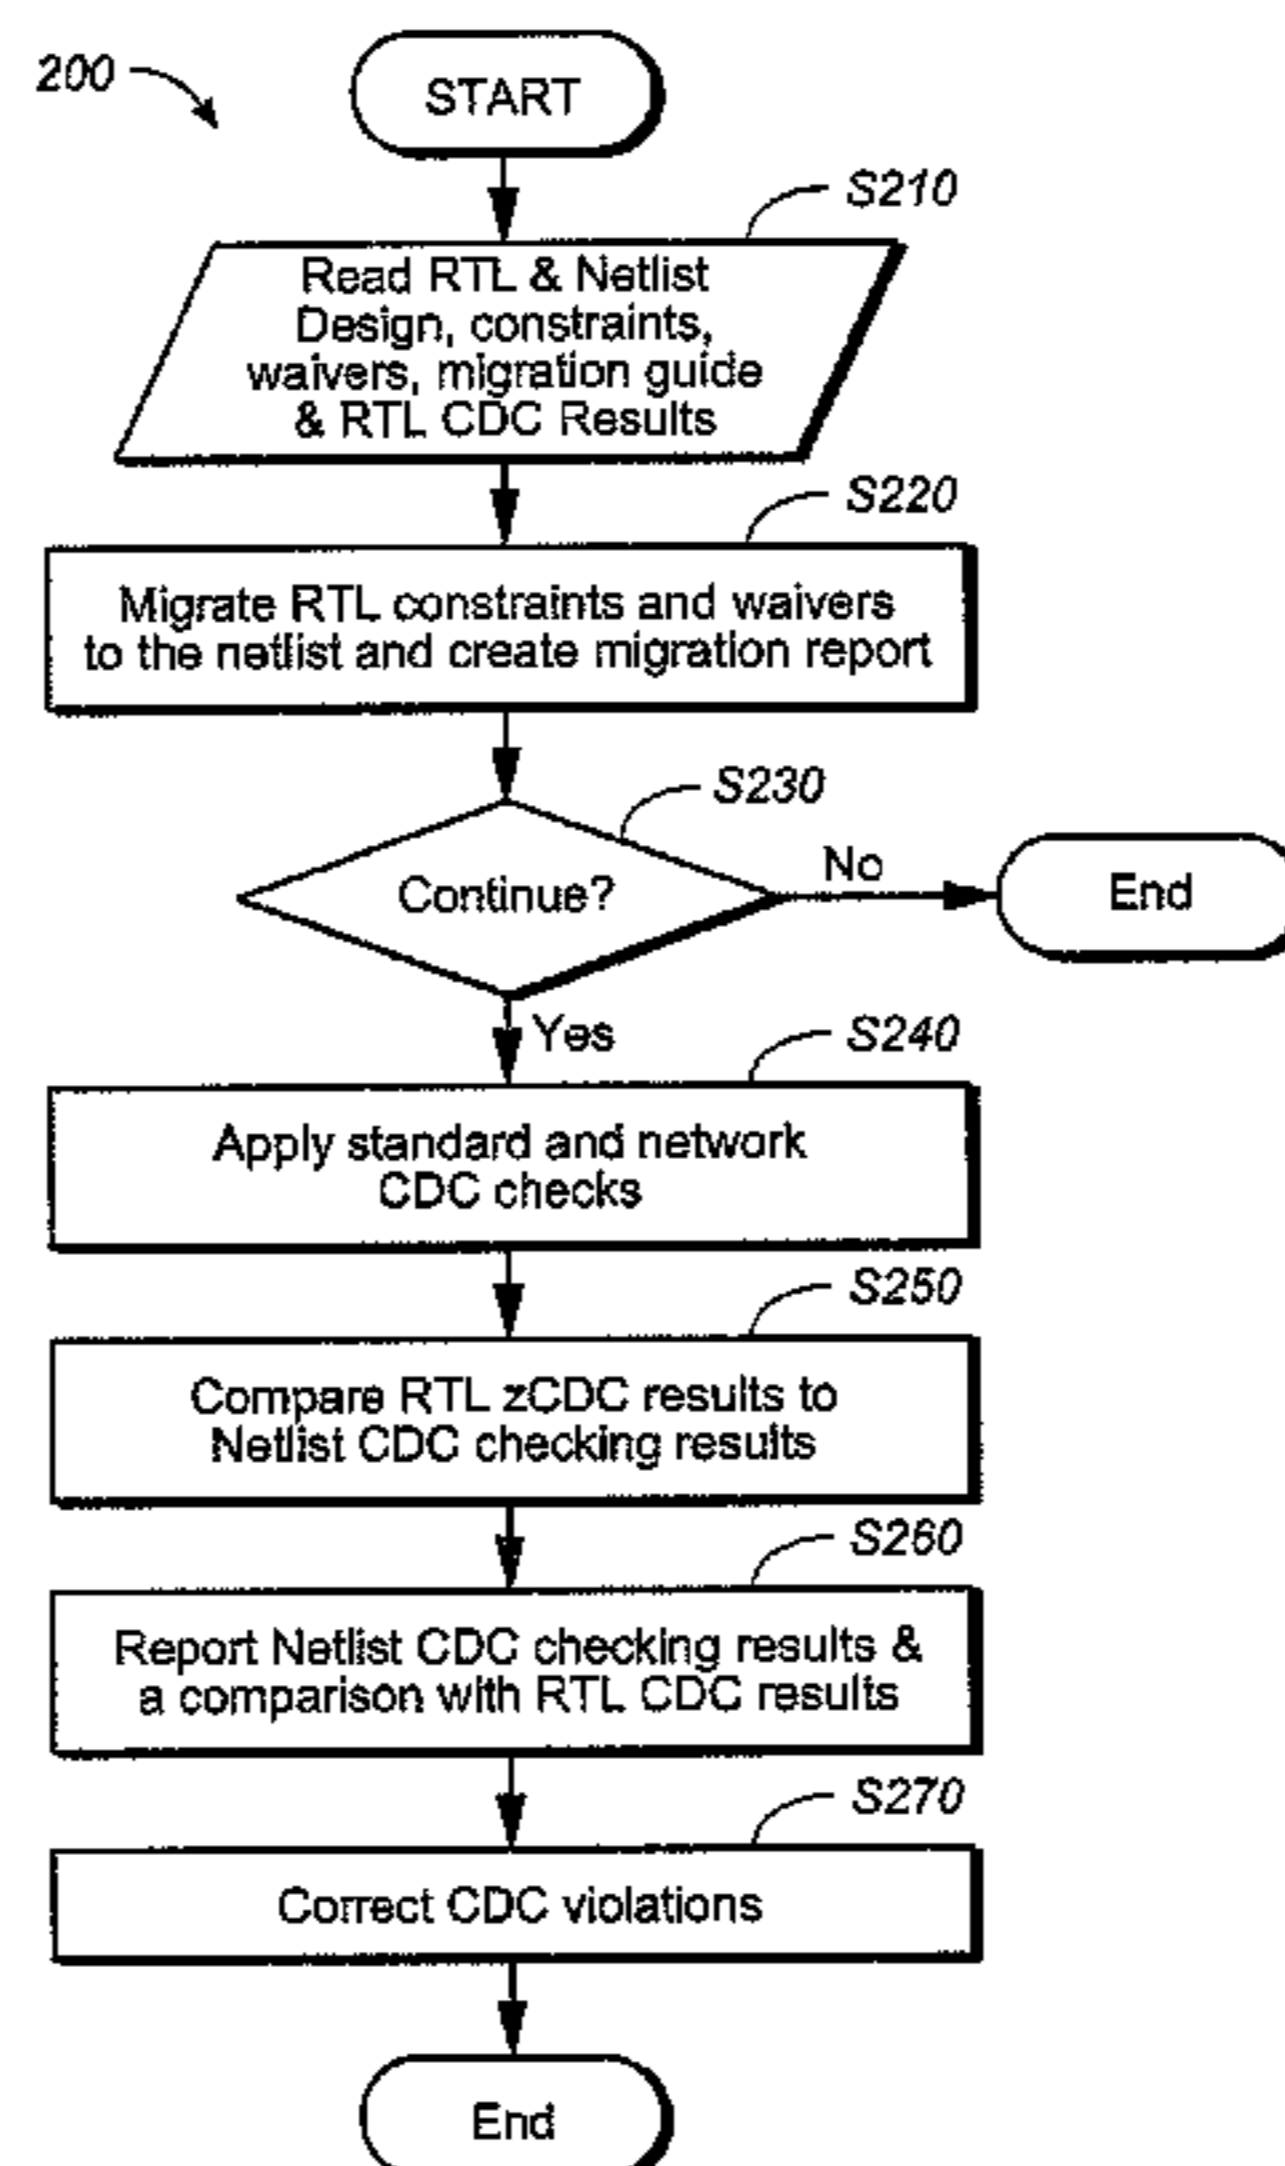 200
START
S210
Read RTL & Netlist
Design, constraints,
waivers, migration guide
& RTL CDC Results
S220
Migrate RTL constraints and waivers
to the netlist and create migration report
S230
Continue?
No
End
Yes
S240
Apply standard and network
CDC checks
S250
Compare RTL zCDC results to
Netlist CDC checking results
S260
Report Netlist CDC checking results &
a comparison with RTL CDC results
S270
Correct CDC violations
End